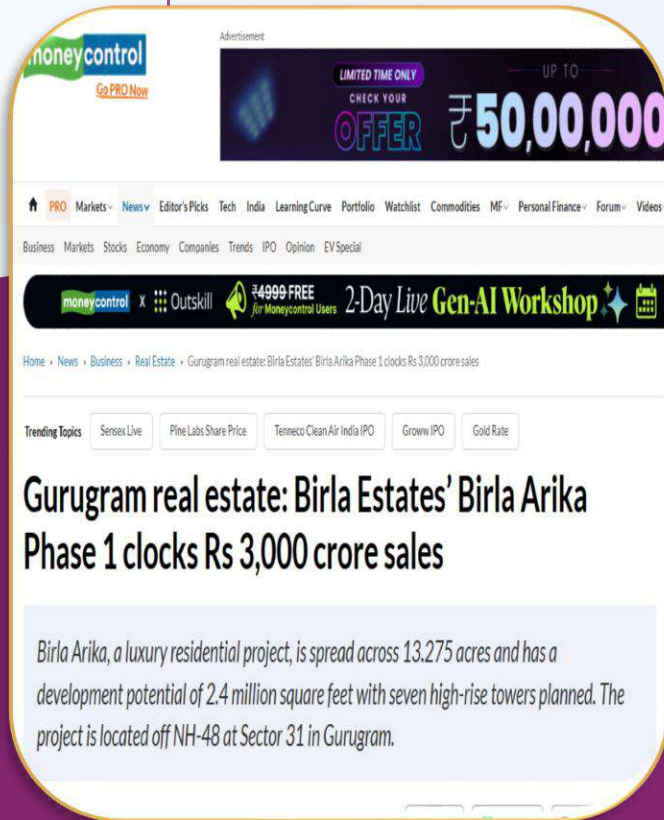 moneycontrol
Go PRO Now
Advertisement
LIMITED TIME ONLY
CHECK YOUR
OFFER
UP TO
₹50,00,000
PRO Markets News Editor's Picks Tech India Learning Curve Portfolio Watchlist Commodities MF Personal Finance Forum Videos
Business Markets Stocks Economy Companies Trends IPO Opinion EV Special
moneycontrol X Outskill ₹4999 FREE for Moneycontrol Users 2-Day Live Gen-AI Workshop
Home › News › Business › Real Estate › Gurugram real estate: Birla Estates' Birla Arika Phase 1 clocks Rs 3,000 crore sales
Trending Topics Sensex Live Pine Labs Share Price Tenneco Clean Air India IPO Groww IPO Gold Rate
Gurugram real estate: Birla Estates’ Birla Arika
Phase 1 clocks Rs 3,000 crore sales
Birla Arika, a luxury residential project, is spread across 13.275 acres and has a
development potential of 2.4 million square feet with seven high-rise towers planned. The
project is located off NH-48 at Sector 31 in Gurugram.